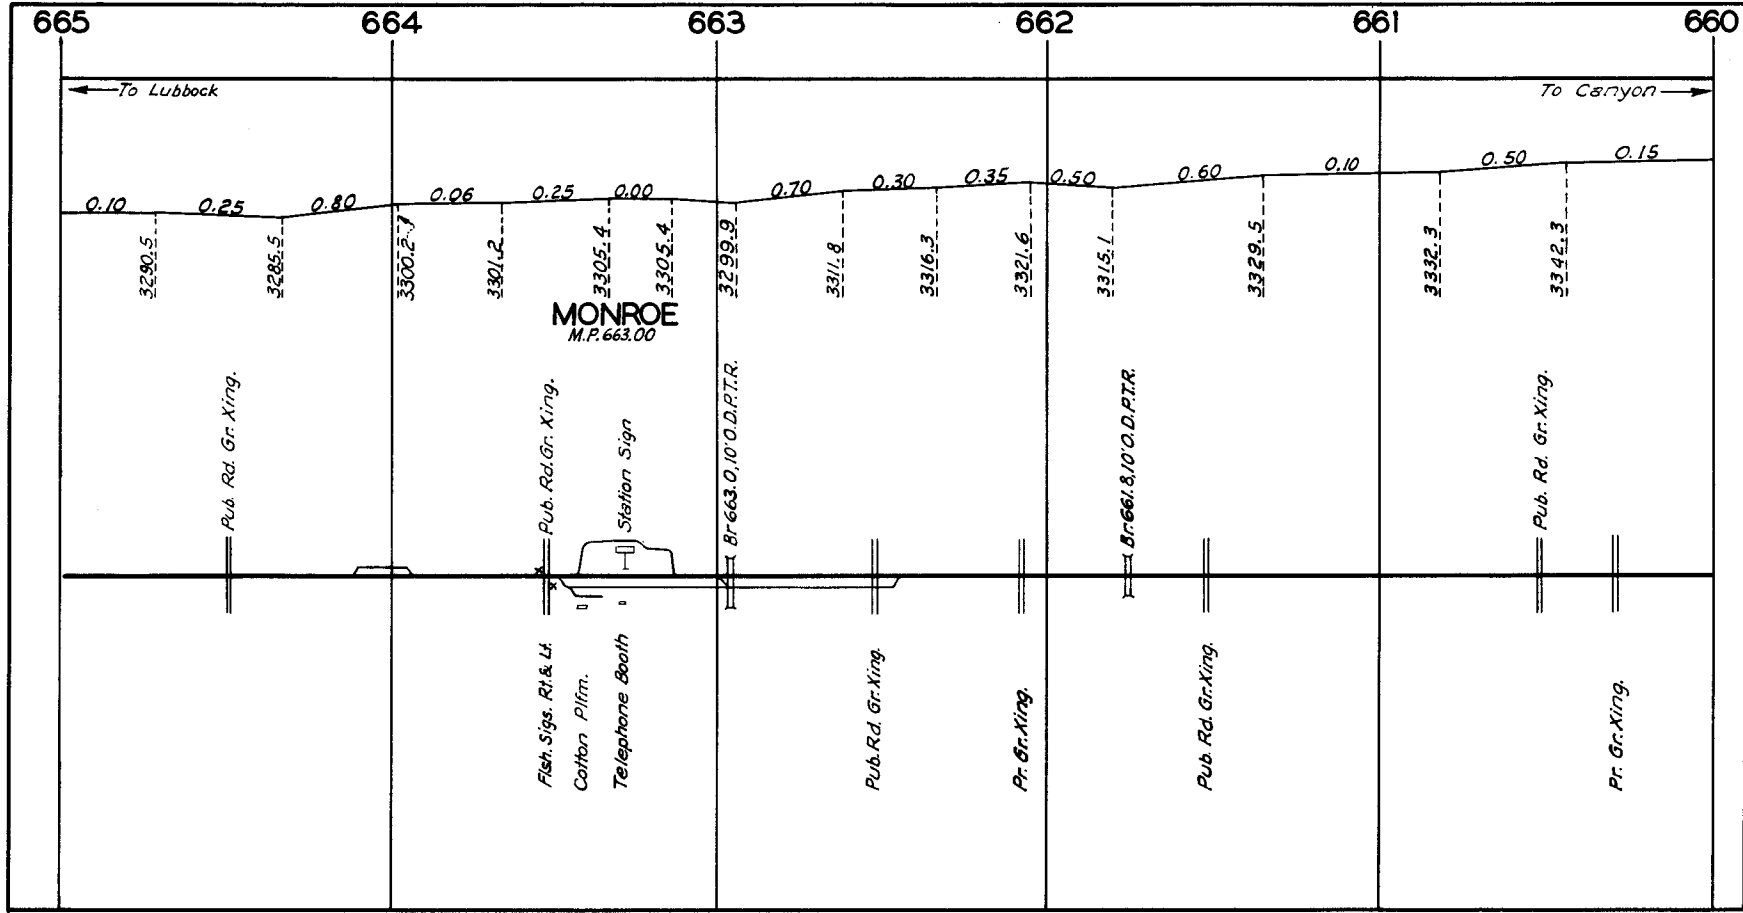 665 664 663 662 661 660
To Lubbock
To Canyon
0.10 0.25 0.80 0.06 0.25 0.00 0.70 0.30 0.35 0.50 0.60 0.10 0.50 0.15
3290.5
3285.5
3300.2
3301.2
3305.4
3305.4
3299.9
3311.8
3316.3
3321.6
3315.1
3329.5
3332.3
3342.3
MONROE
M.P. 663.00
Pub. Rd. Gr. Xing.
Pub. Rd. Gr. Xing.
Station Sign
Br 663.0, 10' O.D.P.T.R.
Br. 661.8, 10' O.D.P.T.R.
Pub. Rd. Gr. Xing.
Flsh. Sigs. Rt. & Lt.
Cotton Plfm.
Telephone Booth
Pub. Rd. Gr. Xing.
Pr. Gr. Xing.
Pub. Rd. Gr. Xing.
Pr. Gr. Xing.